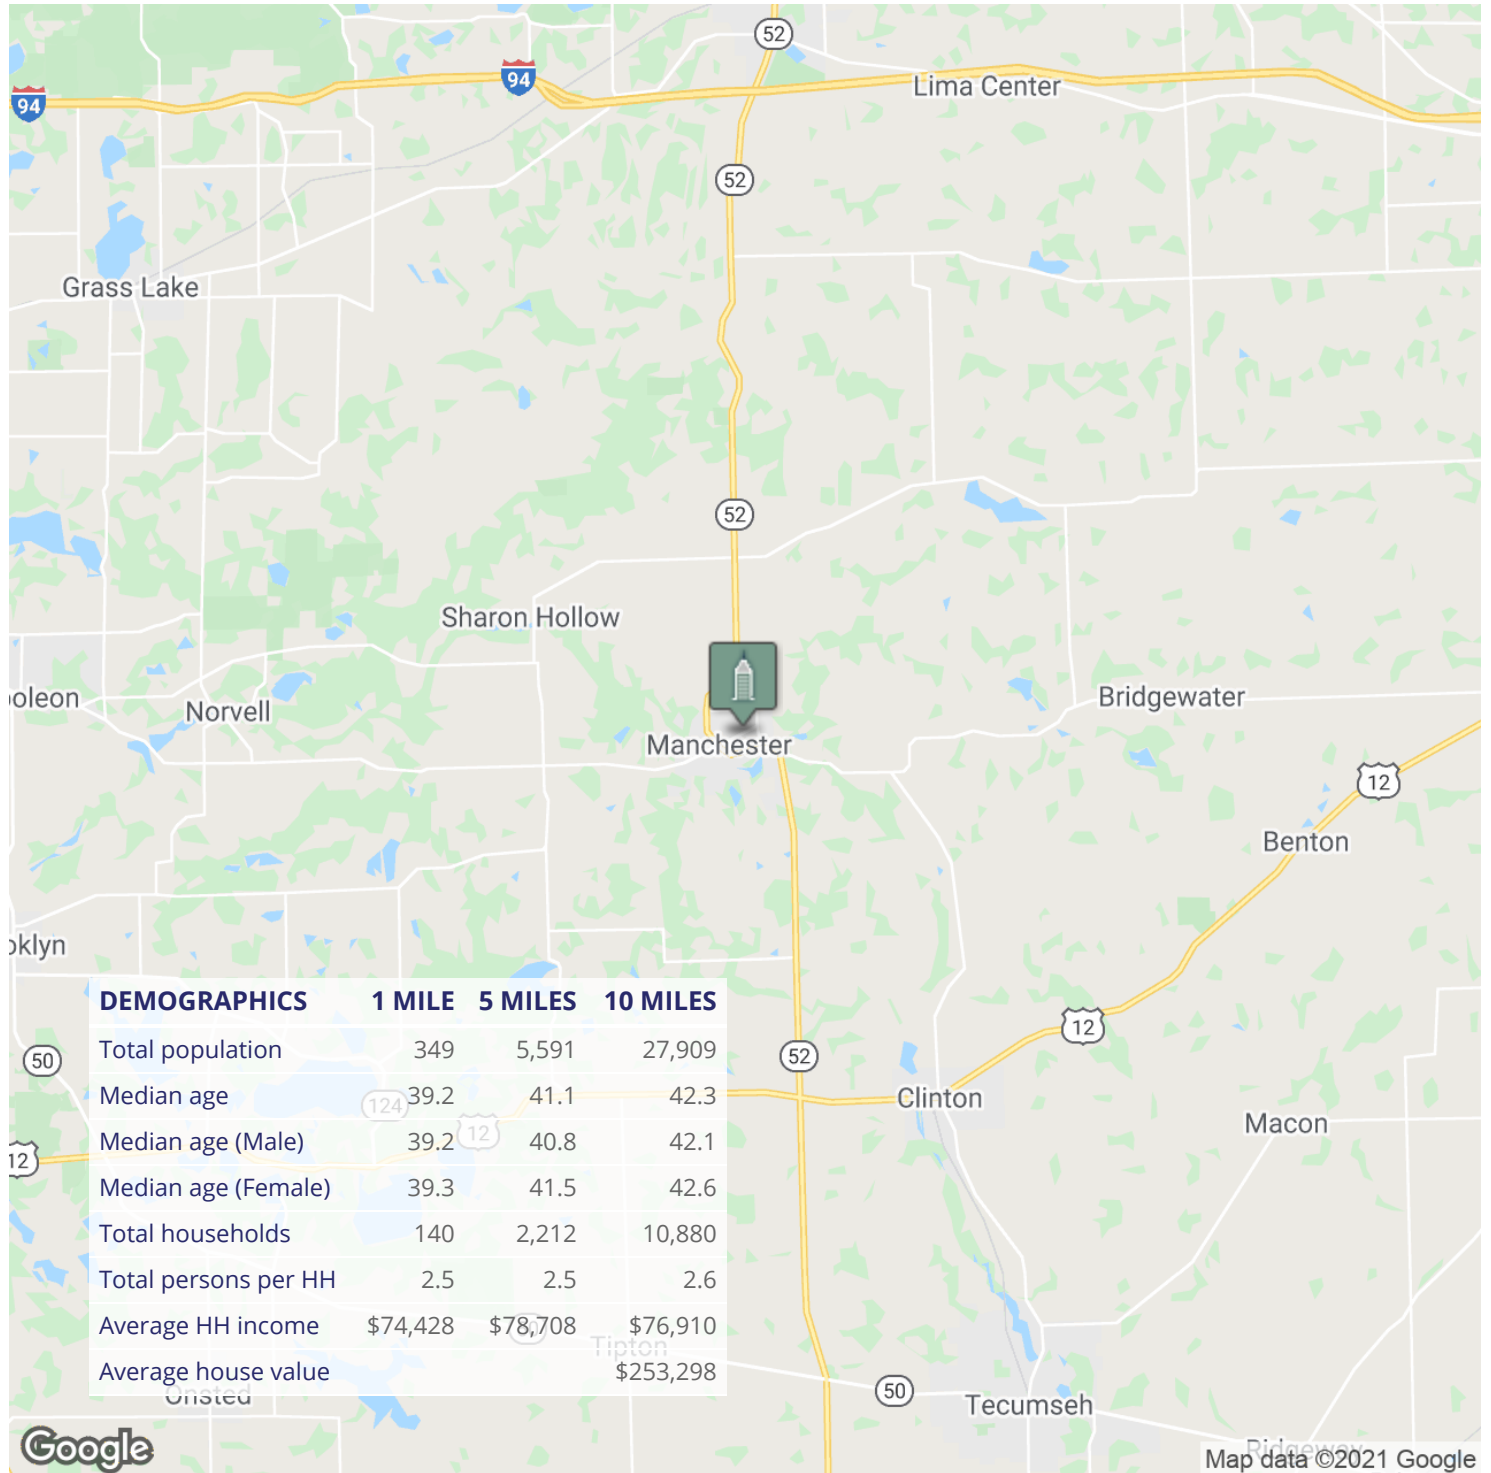 52
94
Lima Center
94
52
Grass Lake
52
Sharon Hollow
oleon
Norvell
Bridgewater
Manchester
12
Benton
oklyn
DEMOGRAPHICS 1 MILE 5 MILES 10 MILES
Total population 349 5,591 27,909
Median age 39.2 41.1 42.3
Median age (Male) 39.2 40.8 42.1
Median age (Female) 39.3 41.5 42.6
Total households 140 2,212 10,880
Total persons per HH 2.5 2.5 2.6
Average HH income $74,428 $78,708 $76,910
Average house value $253,298
50
124
12
12
12
52
Clinton
Macon
Tipton
Onsted
50
Tecumseh
Ridgeway
Google
Map data ©2021 Google